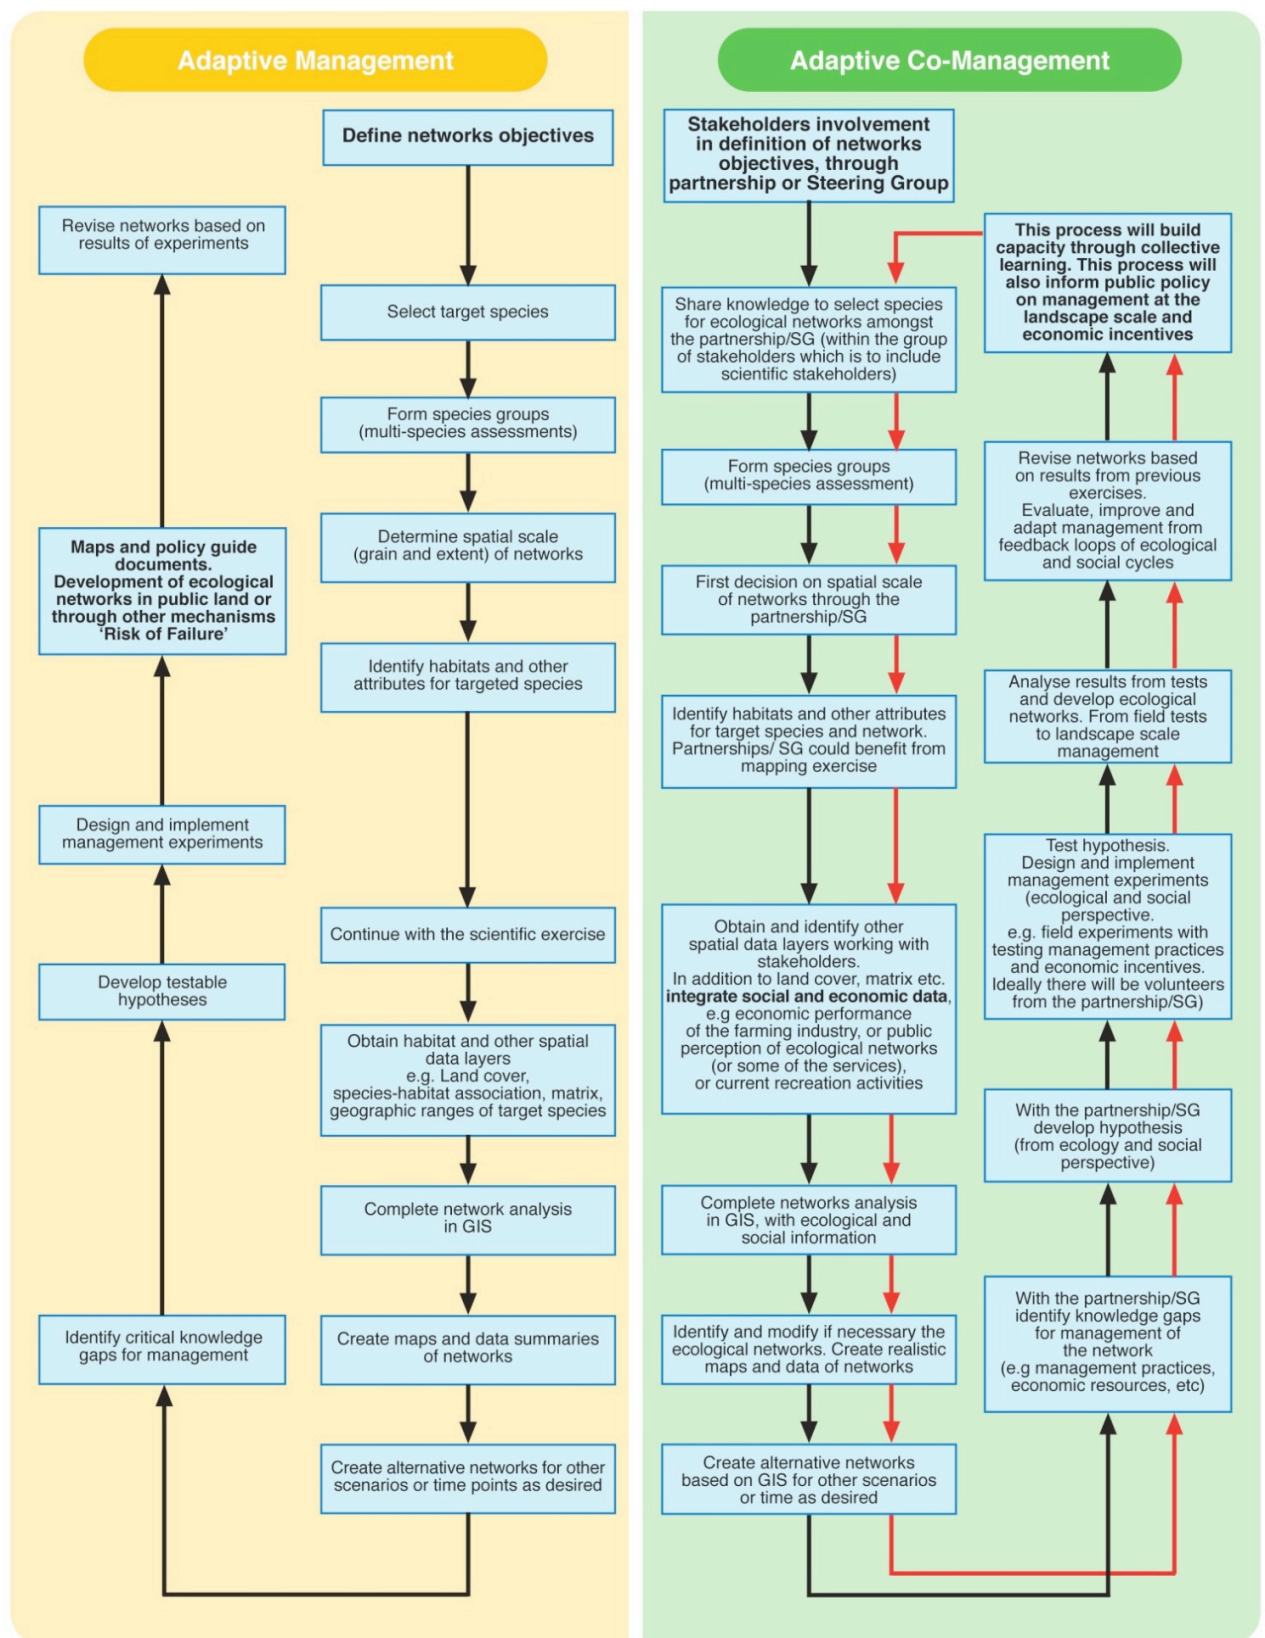 Adaptive Management
Define networks objectives
Select target species
Form species groups
(multi-species assessments)
Determine spatial scale
(grain and extent) of networks
Identify habitats and other
attributes for targeted species
Continue with the scientific exercise
Obtain habitat and other spatial
data layers
e.g. Land cover,
species-habitat association, matrix,
geographic ranges of target species
Complete network analysis
in GIS
Create maps and data summaries
of networks
Create alternative networks for other
scenarios or time points as desired
Identify critical knowledge
gaps for management
Develop testable
hypotheses
Design and implement
management experiments
Maps and policy guide
documents.
Development of ecological
networks in public land or
through other mechanisms
‘Risk of Failure’
Revise networks based on
results of experiments
Adaptive Co-Management
Stakeholders involvement
in definition of networks
objectives, through
partnership or Steering Group
Share knowledge to select species
for ecological networks amongst
the partnership/SG (within the group
of stakeholders which is to include
scientific stakeholders)
Form species groups
(multi-species assessment)
First decision on spatial scale
of networks through the
partnership/SG
Identify habitats and other attributes
for target species and network.
Partnerships/ SG could benefit from
mapping exercise
Obtain and identify other
spatial data layers working with
stakeholders.
In addition to land cover, matrix etc.
integrate social and economic data,
e.g economic performance
of the farming industry, or public
perception of ecological networks
(or some of the services),
or current recreation activities
Complete networks analysis
in GIS, with ecological and
social information
Identify and modify if necessary the
ecological networks. Create realistic
maps and data of networks
Create alternative networks
based on GIS for other scenarios
or time as desired
With the partnership/SG
identify knowledge gaps
for management of
the network
(e.g management practices,
economic resources, etc)
With the partnership/SG
develop hypothesis
(from ecology and social
perspective)
Test hypothesis.
Design and implement
management experiments
(ecological and social
perspective.
e.g. field experiments with
testing management practices
and economic incentives.
Ideally there will be volunteers
from the partnership/SG)
Analyse results from tests
and develop ecological
networks. From field tests
to landscape scale
management
Revise networks based
on results from previous
exercises.
Evaluate, improve and
adapt management from
feedback loops of ecological
and social cycles
This process will build
capacity through collective
learning. This process will
also inform public policy
on management at the
landscape scale and
economic incentives